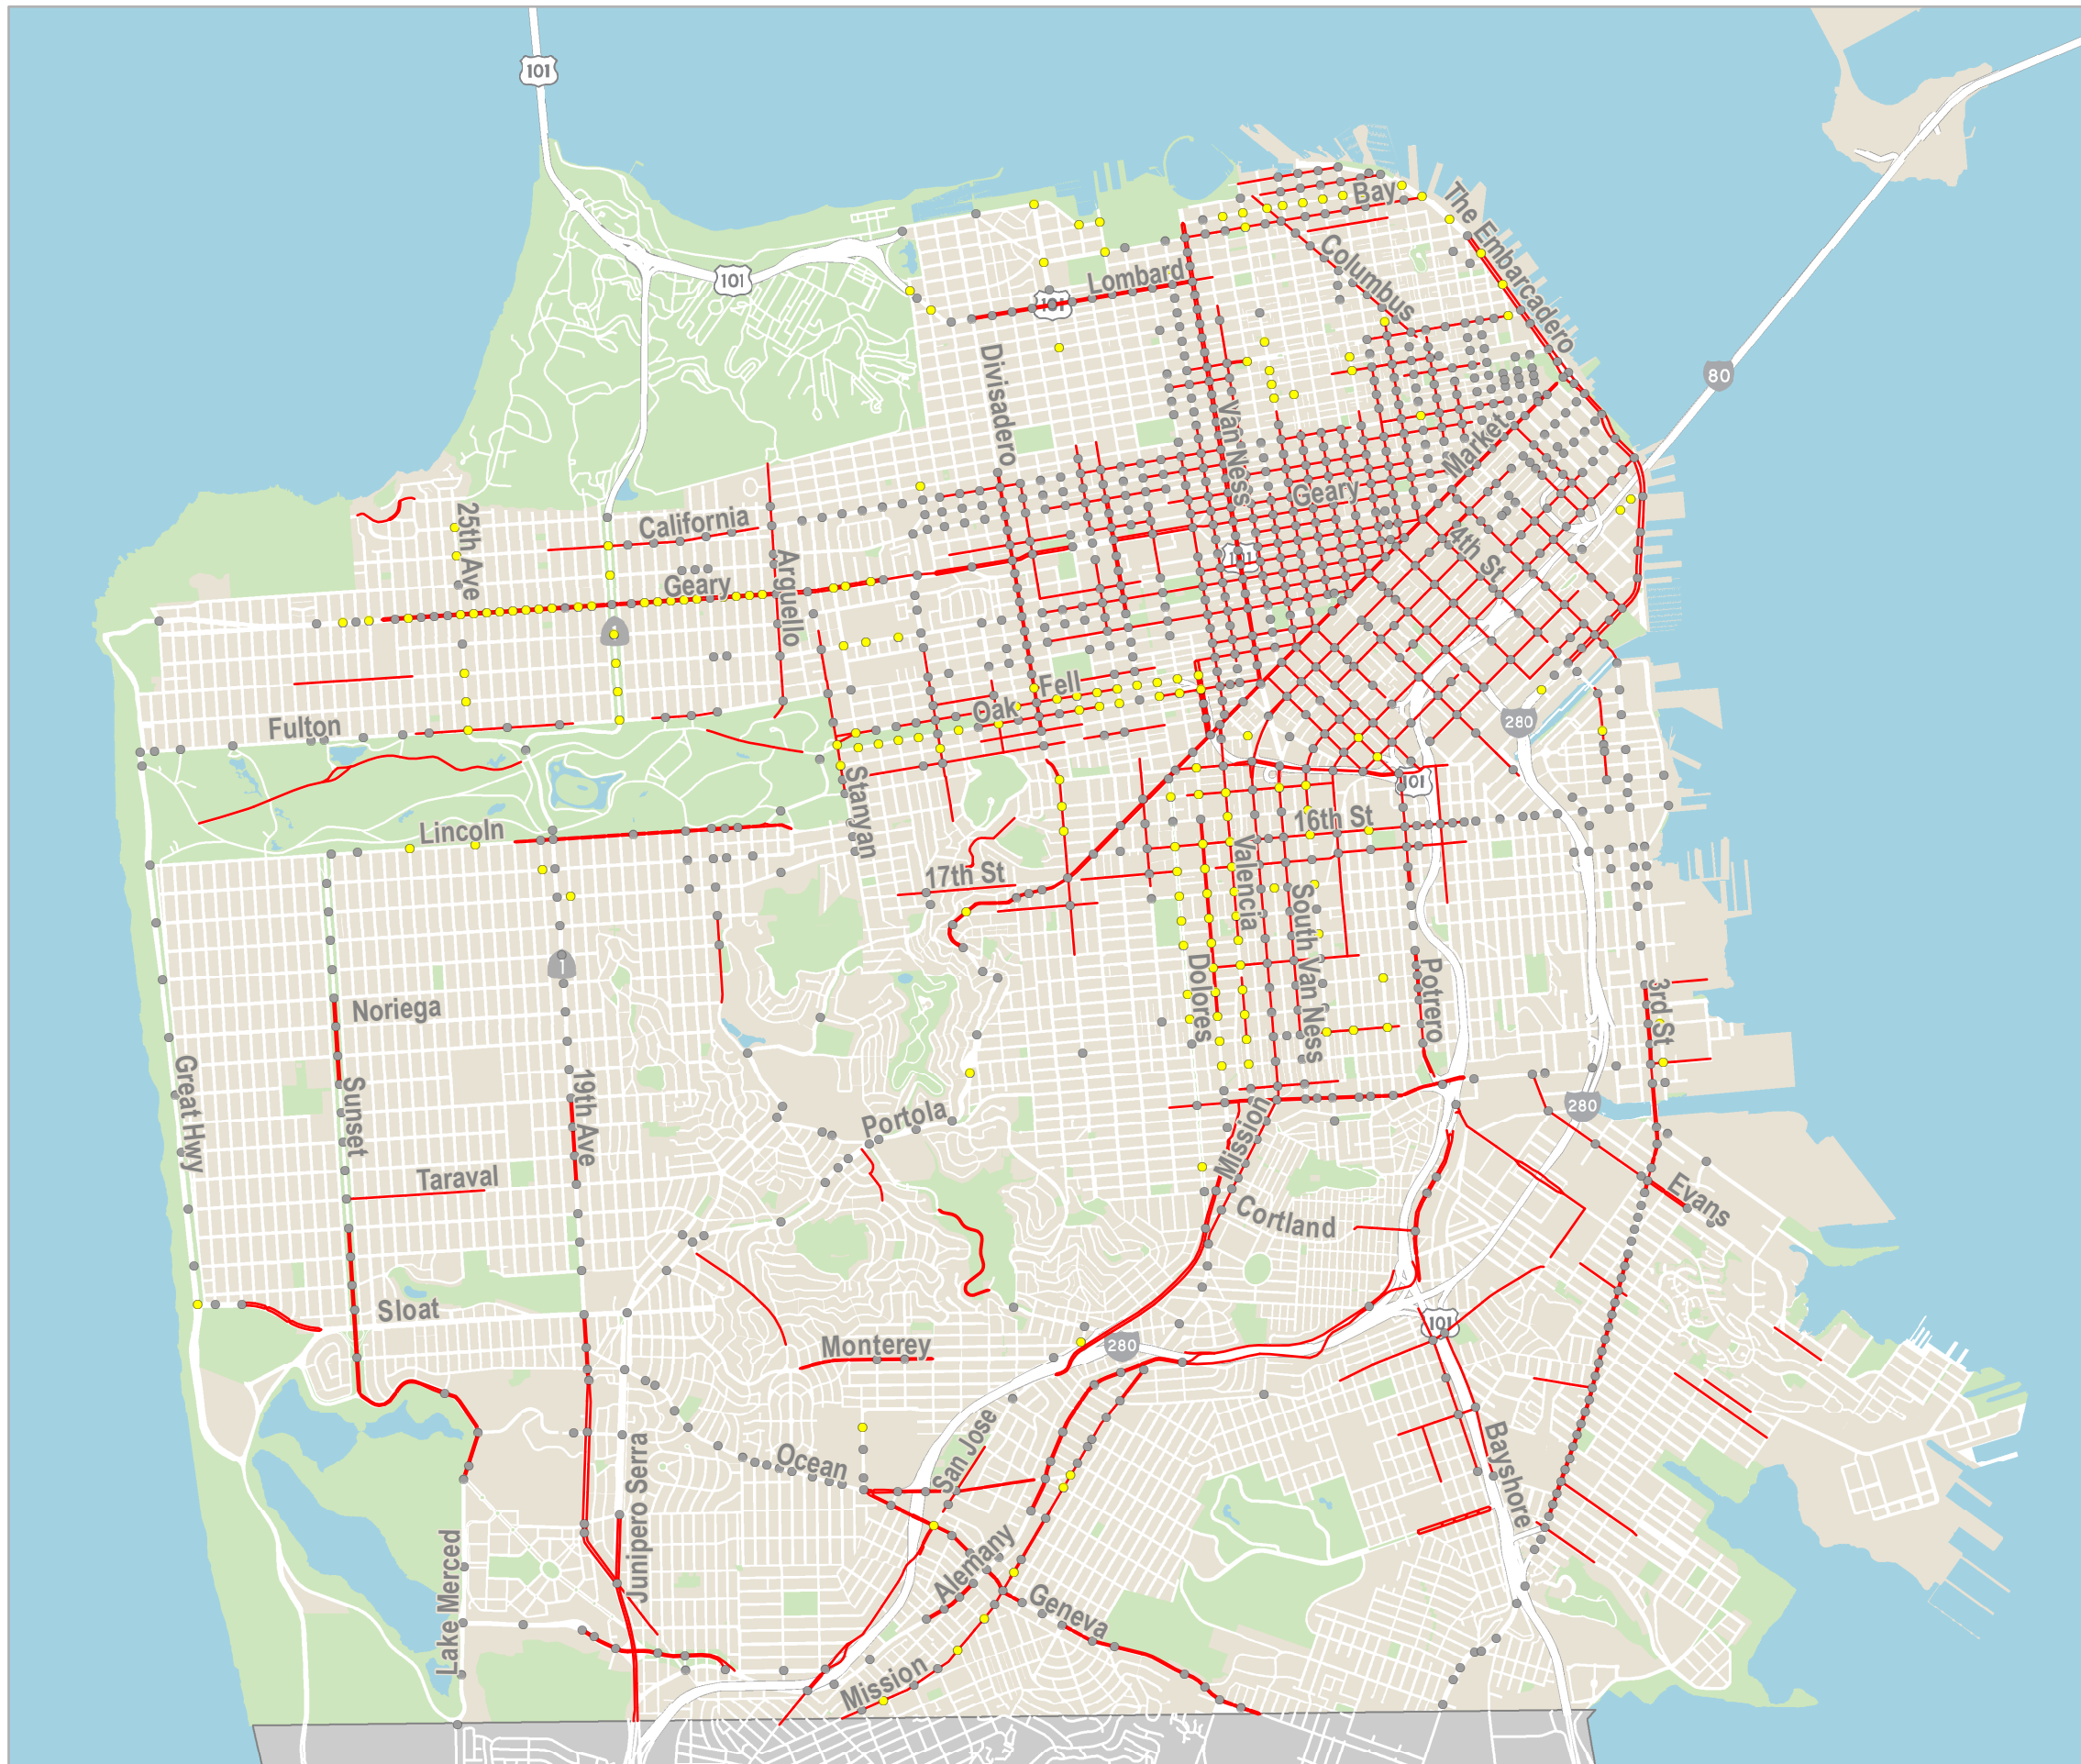 101
Bay
The Embarcadero
101
Columbus
Lombard
101
Divisadero
80
Van Ness
Market
25th Ave
California
Geary
Arguello
Geary
101
4th St
1
Fell
Oak
Fulton
280
Stanyan
101
Lincoln
16th St
Valencia
17th St
South Van Ness
Dolores
Potrero
1
Noriega
3rd St
Great Hwy
Sunset
19th Ave
Portola
280
Mission
Taraval
Evans
Cortland
Sloat
101
Monterey
280
San Jose
Ocean
Bayshore
Junipero Serra
Lake Merced
Alemany
Geneva
Mission